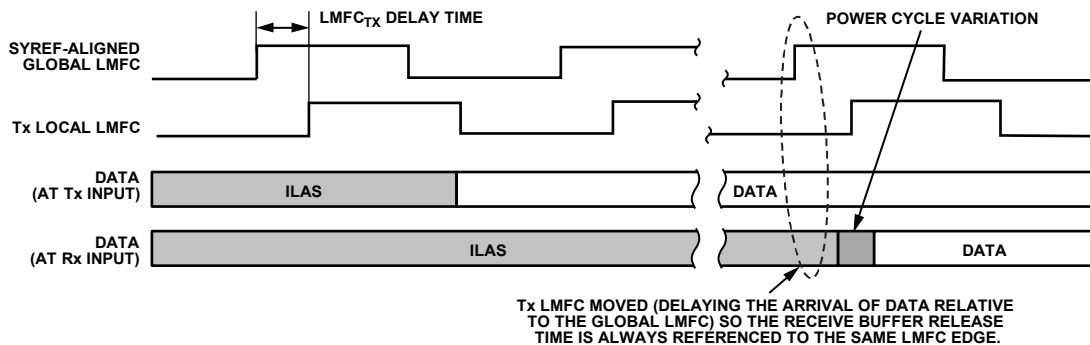 LMFCTX DELAY TIME
POWER CYCLE VARIATION
SYREF-ALIGNED
GLOBAL LMFC
Tx LOCAL LMFC
DATA
(AT Tx INPUT)
ILAS
DATA
DATA
(AT Rx INPUT)
ILAS
DATA
Tx LMFC MOVED (DELAYING THE ARRIVAL OF DATA RELATIVE
TO THE GLOBAL LMFC) SO THE RECEIVE BUFFER RELEASE
TIME IS ALWAYS REFERENCED TO THE SAME LMFC EDGE.